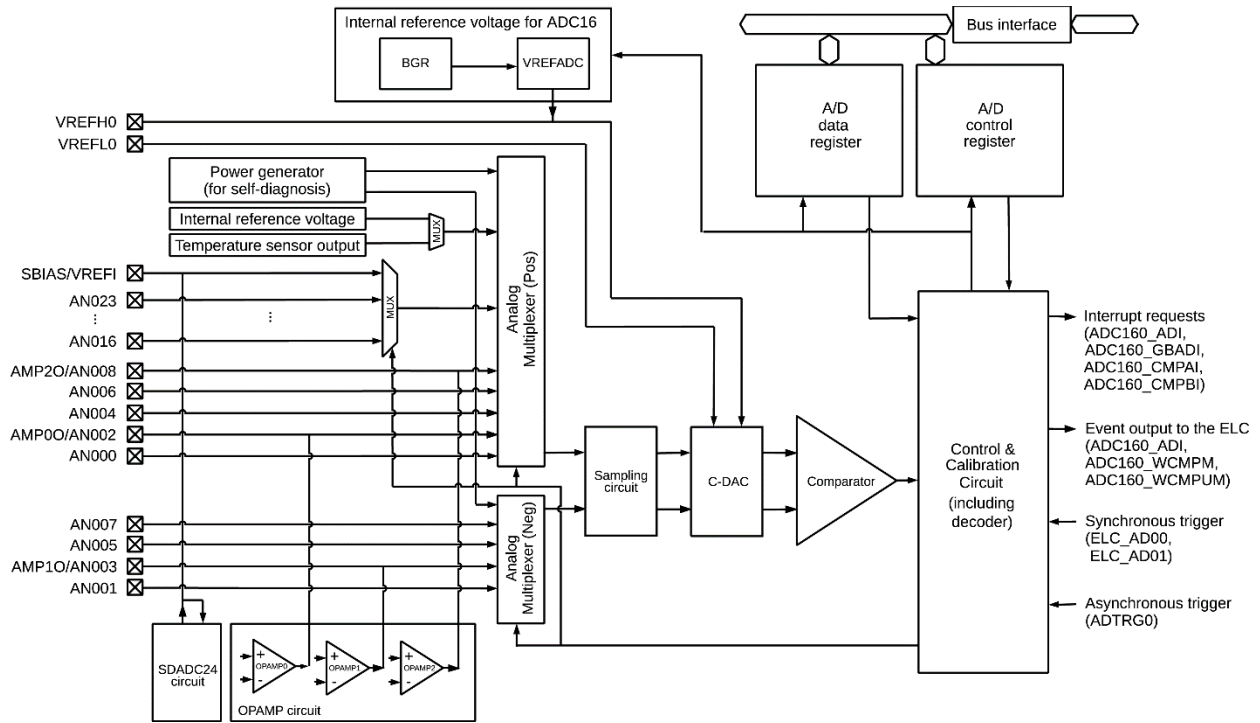 Internal reference voltage for ADC16
BGR
VREFADC
Bus interface
A/D
data
register
A/D
control
register
VREFH0
VREFL0
Power generator
(for self-diagnosis)
Internal reference voltage
Temperature sensor output
MUX
SBIAS/VREFI
AN023
...
AN016
...
MUX
AMP2O/AN008
AN006
AN004
AMP0O/AN002
AN000
Analog
Multiplexer (Pos)
AN007
AN005
AMP1O/AN003
AN001
Analog
Multiplexer (Neg)
Sampling
circuit
C-DAC
Comparator
Control &
Calibration
Circuit
(including
decoder)
Interrupt requests
(ADC160_ADI,
ADC160_GBADI,
ADC160_CMPAI,
ADC160_CMPBI)
Event output to the ELC
(ADC160_ADI,
ADC160_WCMPM,
ADC160_WCMPUM)
Synchronous trigger
(ELC_AD00,
ELC_AD01)
Asynchronous trigger
(ADTRG0)
SDADC24
circuit
+
OPAMP0
-
+
OPAMP1
-
+
OPAMP2
-
OPAMP circuit